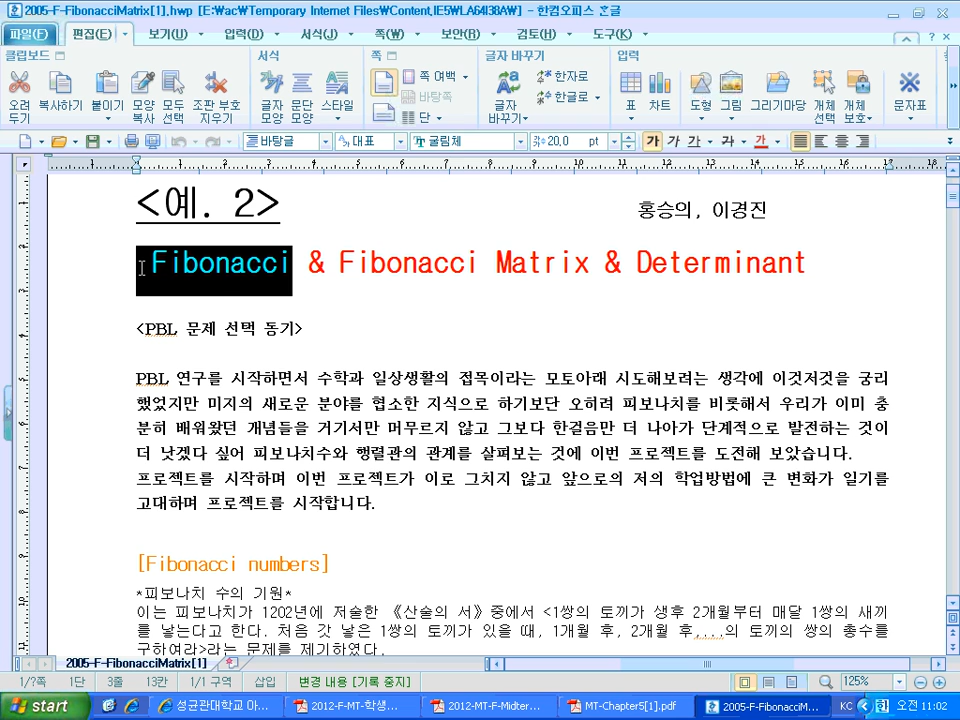 2005-F-FibonacciMatrix[1].hwp [E:₩ac₩Temporary Internet Files₩Content.IE5₩LA64I38A₩] - 한컴오피스 한글
파일(F) 편집(E) 보기(U) 입력(D) 서식(J) 쪽(W) 보안(R) 검토(H) 도구(K)
클립보드 서식 쪽 글자 바꾸기 입력
오려 두기 복사하기 붙이기 모양 복사 모두 선택 조판 부호 지우기 글자 모양 문단 모양 스타일 쪽 여백 바탕쪽 단 글자 바꾸기 한자로 한글로 표 차트 도형 그림 그리기마당 개체 선택 개체 보호 문자표
바탕글 대표 굴림체 20,0 pt 가 가 가 가 가
<예. 2> 홍승의, 이경진
Fibonacci & Fibonacci Matrix & Determinant
<PBL 문제 선택 동기>
PBL 연구를 시작하면서 수학과 일상생활의 접목이라는 모토아래 시도해보려는 생각에 이것저것을 궁리
했었지만 미지의 새로운 분야를 협소한 지식으로 하기보단 오히려 피보나치를 비롯해서 우리가 이미 충
분히 배워왔던 개념들을 거기서만 머무르지 않고 그보다 한걸음만 더 나아가 단계적으로 발전하는 것이
더 낫겠다 싶어 피보나치수와 행렬관의 관계를 살펴보는 것에 이번 프로젝트를 도전해 보았습니다.
프로젝트를 시작하며 이번 프로젝트가 이로 그치지 않고 앞으로의 저의 학업방법에 큰 변화가 일기를
고대하며 프로젝트를 시작합니다.
[Fibonacci numbers]
*피보나치 수의 기원*
이는 피보나치가 1202년에 저술한 《산술의 서》중에서 <1쌍의 토끼가 생후 2개월부터 매달 1쌍의 새끼
를 낳는다고 한다. 처음 갓 낳은 1쌍의 토끼가 있을 때, 1개월 후, 2개월 후,...의 토끼의 쌍의 총수를
구하여라>라는 문제를 제기하였다.
2005-F-FibonacciMatrix[1]
1/?쪽 1단 3줄 13칸 1/1 구역 삽입 변경 내용 [기록 중지] 125%
start 성균관대학교 아... 2012-F-MT-학생... 2012-MT-F-Midter... MT-Chapter5[1].pdf 2005-F-FibonacciM... KC 오전 11:02